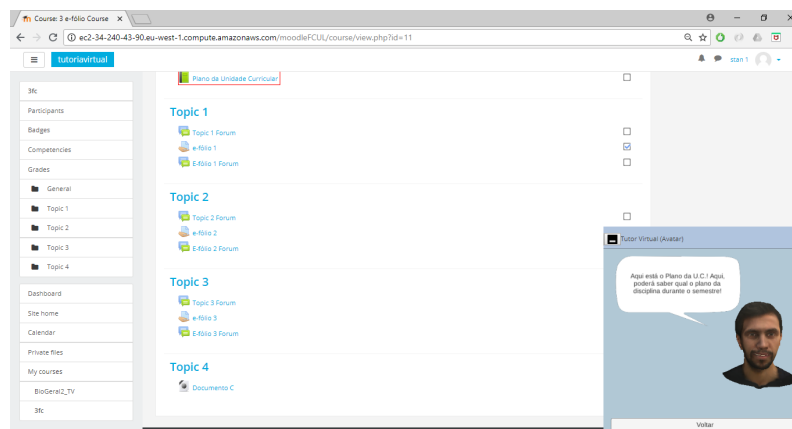 Course: 3 e-fólio Course
ec2-34-240-43-90.eu-west-1.compute.amazonaws.com/moodleFCUL/course/view.php?id=11
tutoriavirtual
stan 1
3fc
Participants
Badges
Competencies
Grades
General
Topic 1
Topic 2
Topic 3
Topic 4
Dashboard
Site home
Calendar
Private files
My courses
BioGeral2_TV
3fc
Plano da Unidade Curricular
Topic 1
Topic 1 Forum
e-fólio 1
E-fólio 1 Forum
Topic 2
Topic 2 Forum
e-fólio 2
E-fólio 2 Forum
Topic 3
Topic 3 Forum
e-fólio 3
E-fólio 3 Forum
Topic 4
Documento C
Tutor Virtual (Avatar)
Aqui está o Plano da U.C.! Aqui,
poderá saber qual o plano da
disciplina durante o semestre!
Voltar